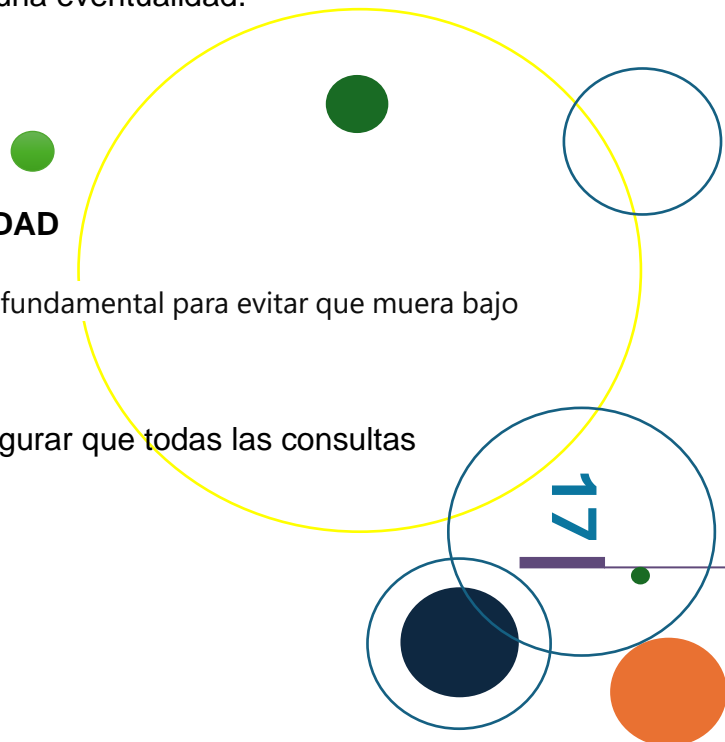 una eventualidad.
DAD
fundamental para evitar que muera bajo
gurar que todas las consultas
17